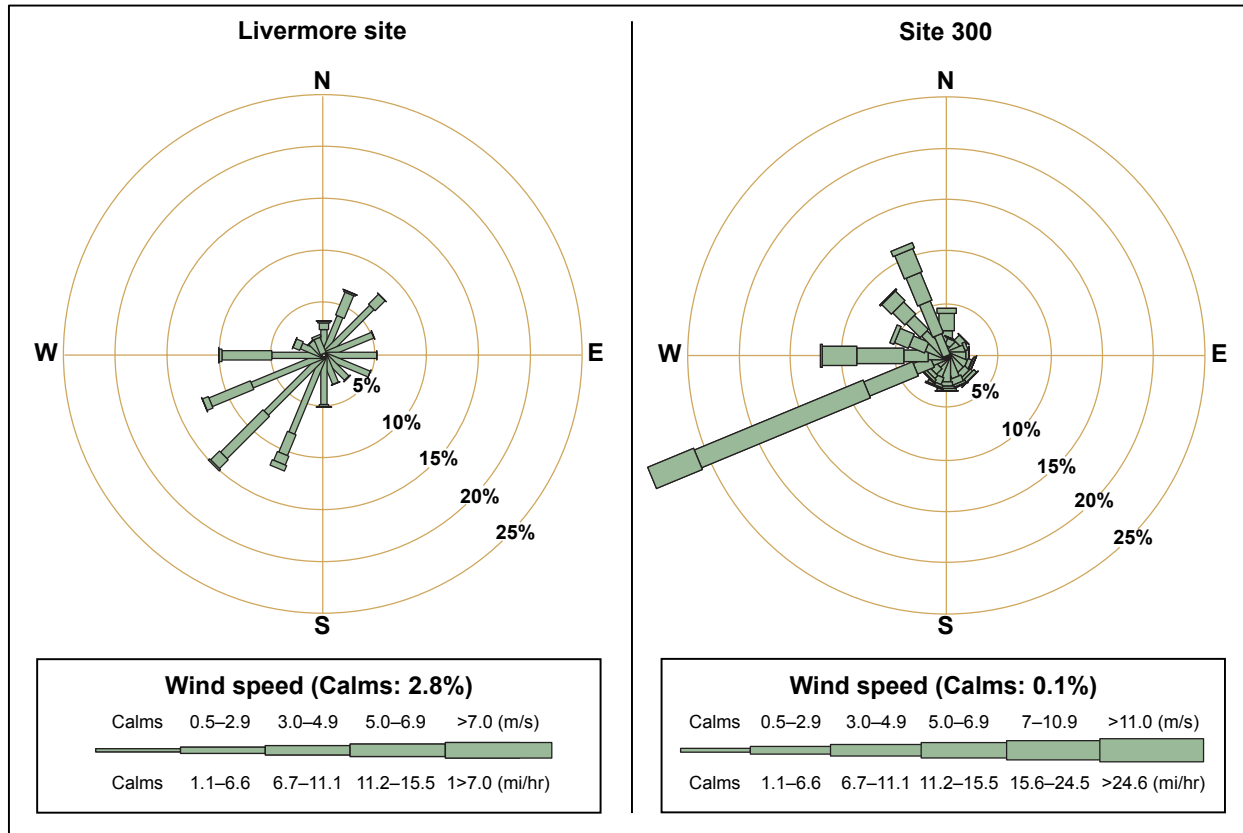 Livermore site
N
W
E
5%
10%
15%
20%
25%
S
Wind speed (Calms: 2.8%)
Calms 0.5–2.9 3.0–4.9 5.0–6.9 >7.0 (m/s)
Calms 1.1–6.6 6.7–11.1 11.2–15.5 1>7.0 (mi/hr)
Site 300
N
W
E
5%
10%
15%
20%
25%
S
Wind speed (Calms: 0.1%)
Calms 0.5–2.9 3.0–4.9 5.0–6.9 7–10.9 >11.0 (m/s)
Calms 1.1–6.6 6.7–11.1 11.2–15.5 15.6–24.5 >24.6 (mi/hr)